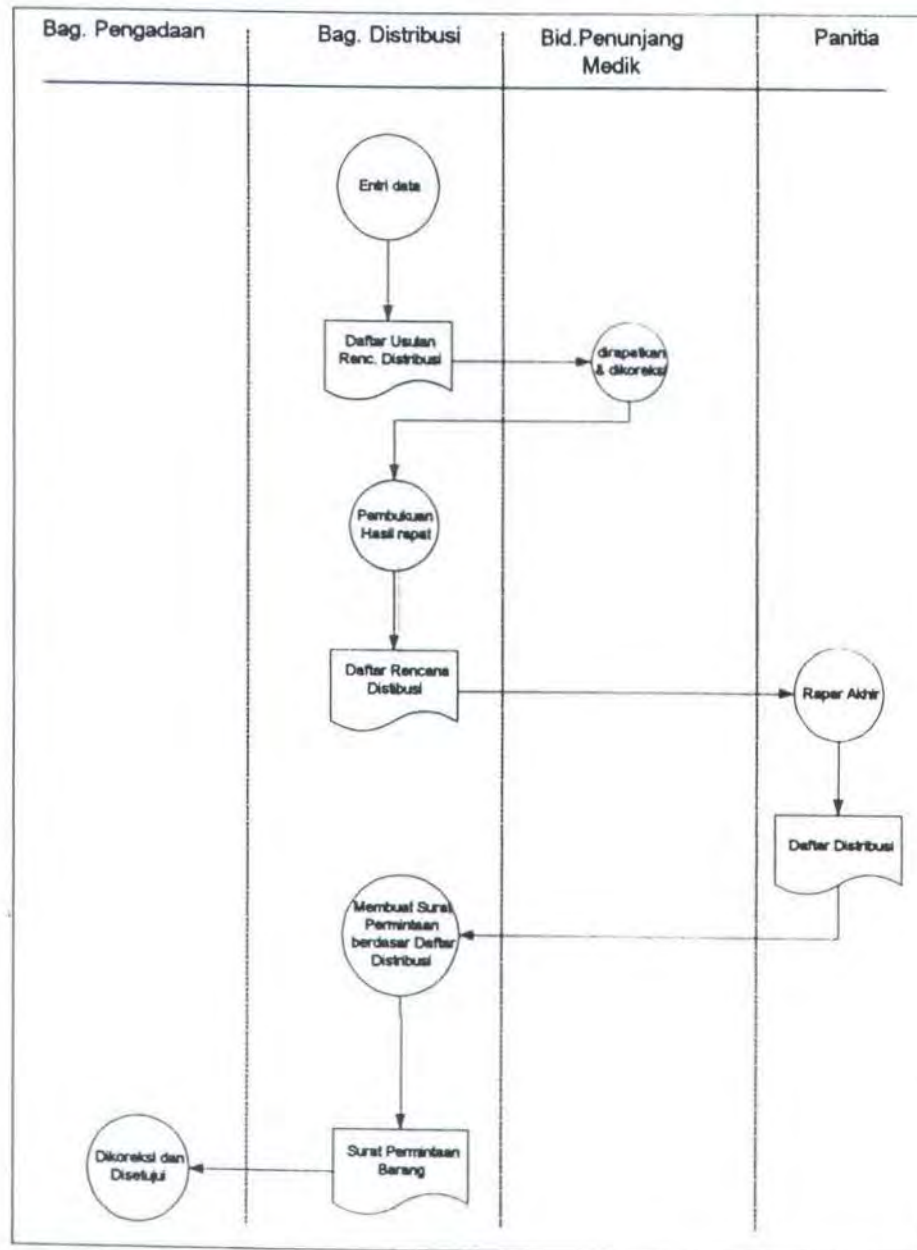 Bag. Pengadaan
Bag. Distribusi
Bid.Penunjang
Medik
Panitia
Entri data
Daftar Usulan
Renc. Distribusi
dirapatkan
& dikoreksi
Pembukuan
Hasil rapat
Daftar Rencana
Distibusi
Rapar Akhir
Daftar Distribusi
Membuat Surat
Permintaan
berdasar Daftar
Distribusi
Surat Permintaan
Barang
Dikoreksi dan
Disetujui